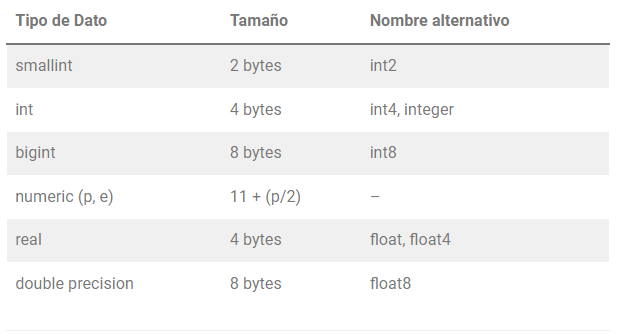 Tipo de Dato Tamaño Nombre alternativo
smallint 2 bytes int2
int 4 bytes int4, integer
bigint 8 bytes int8
numeric (p, e) 11 + (p/2) –
real 4 bytes float, float4
double precision 8 bytes float8